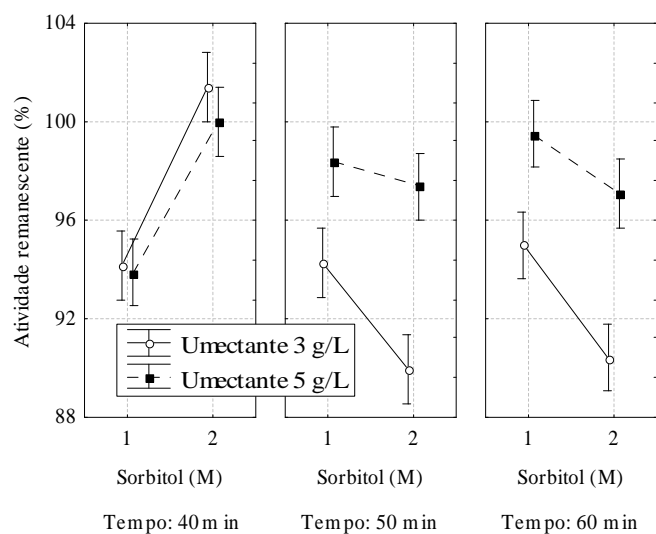 104
100
96
92
88
Atividade remanescente (%)
Umectante 3 g/L
Umectante 5 g/L
1 2
1 2
1 2
Sorbitol (M)
Sorbitol (M)
Sorbitol (M)
Tempo: 40 min
Tempo: 50 min
Tempo: 60 min